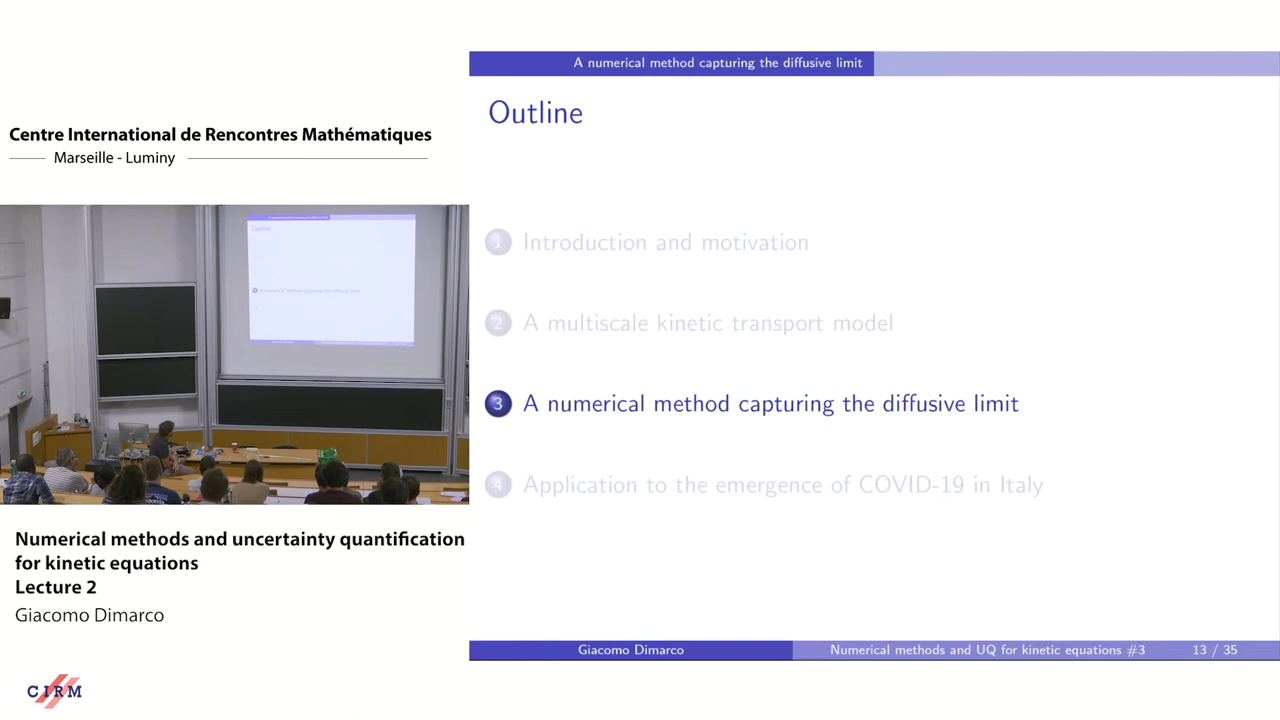 Centre International de Rencontres Mathématiques
Marseille - Luminy
Numerical methods and uncertainty quantification
for kinetic equations
Lecture 2
Giacomo Dimarco
CIRM
A numerical method capturing the diffusive limit
Outline
1 Introduction and motivation
2 A multiscale kinetic transport model
3 A numerical method capturing the diffusive limit
4 Application to the emergence of COVID-19 in Italy
Giacomo Dimarco Numerical methods and UQ for kinetic equations #3 13 / 35